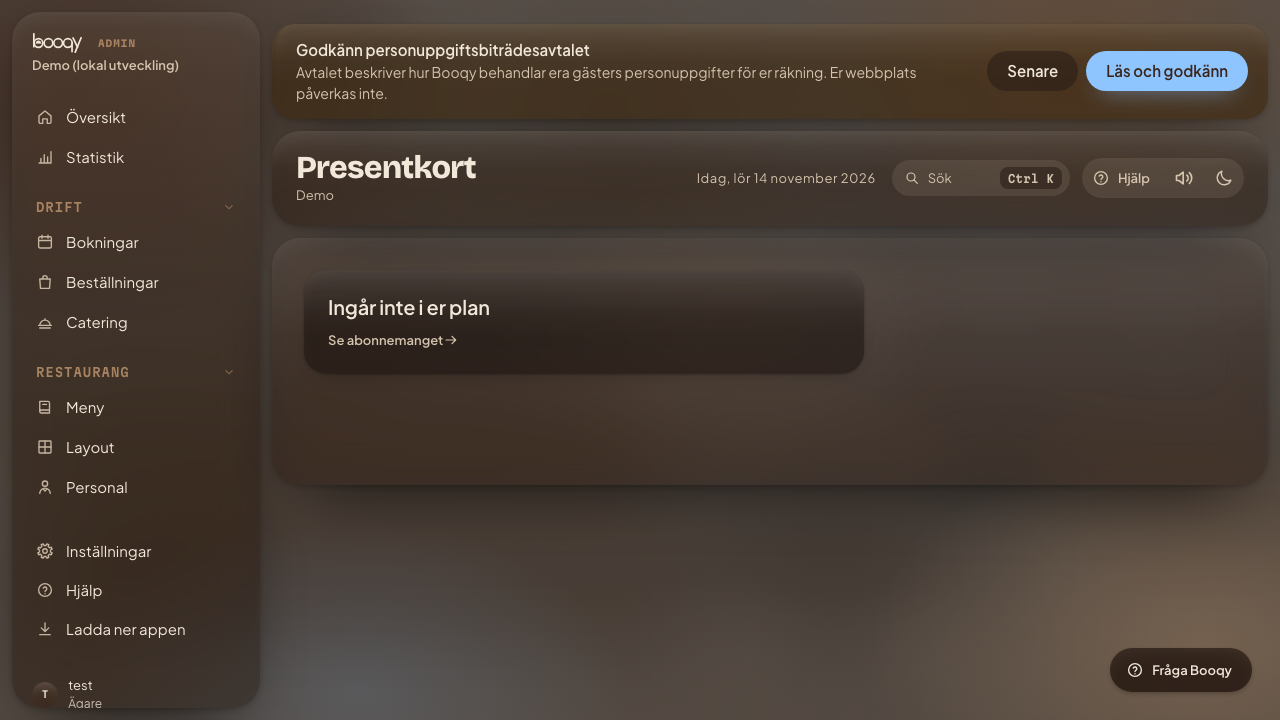 booqy ADMIN
Demo (lokal utveckling)
Översikt
Statistik
DRIFT
Bokningar
Beställningar
Catering
RESTAURANG
Meny
Layout
Personal
Inställningar
Hjälp
Ladda ner appen
T test
Ägare
Godkänn personuppgiftsbiträdesavtalet
Avtalet beskriver hur Booqy behandlar era gästers personuppgifter för er räkning. Er webbplats
påverkas inte.
Senare
Läs och godkänn
Presentkort
Demo
Idag, lör 14 november 2026
Sök
Ctrl K
Hjälp
Ingår inte i er plan
Se abonnemanget →
Fråga Booqy